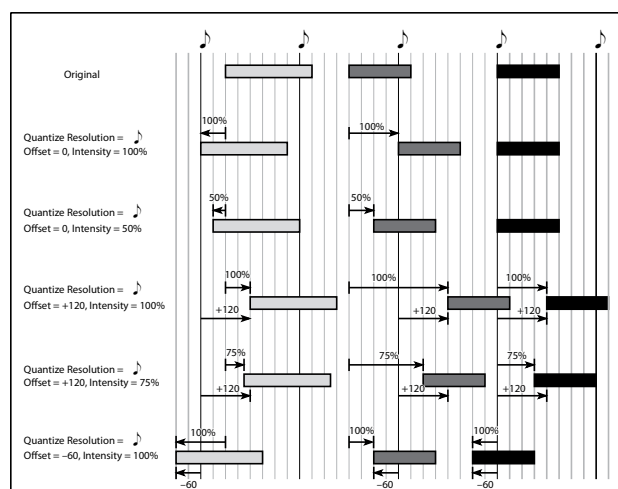 Original
100%
100%
Quantize Resolution = ♪
Offset = 0, Intensity = 100%
50%
50%
Quantize Resolution = ♪
Offset = 0, Intensity = 50%
100%
100%
100%
Quantize Resolution = ♪
Offset = +120, Intensity = 100%
+120
+120
+120
75%
75%
75%
Quantize Resolution = ♪
Offset = +120, Intensity = 75%
+120
+120
+120
100%
100%
100%
Quantize Resolution = ♪
Offset = –60, Intensity = 100%
–60
–60
–60